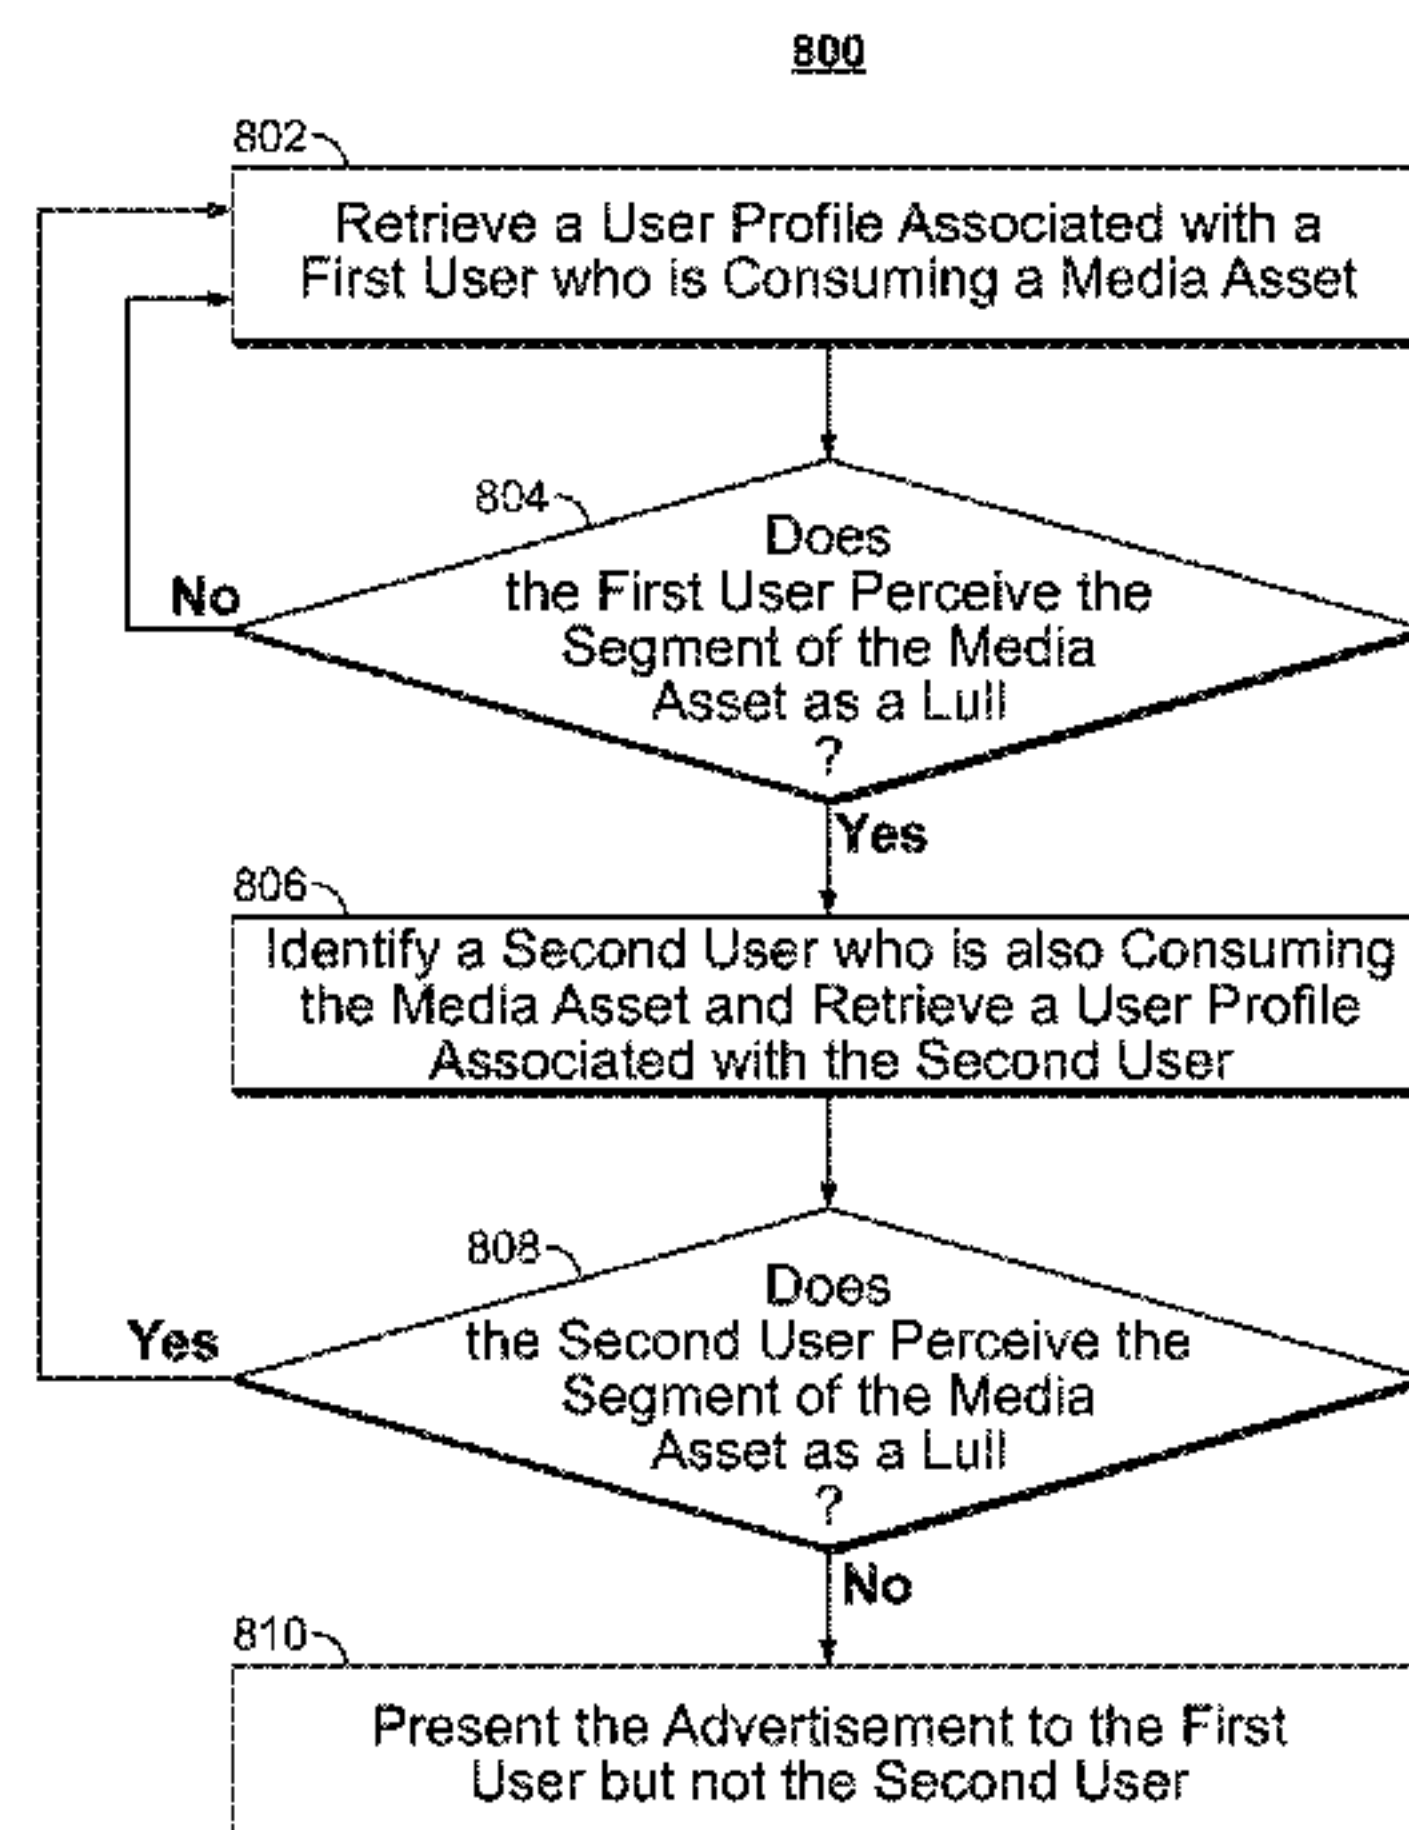 800
802
Retrieve a User Profile Associated with a
First User who is Consuming a Media Asset
804
Does
the First User Perceive the
Segment of the Media
Asset as a Lull
?
No
Yes
806
Identify a Second User who is also Consuming
the Media Asset and Retrieve a User Profile
Associated with the Second User
808
Does
the Second User Perceive the
Segment of the Media
Asset as a Lull
?
Yes
No
810
Present the Advertisement to the First
User but not the Second User